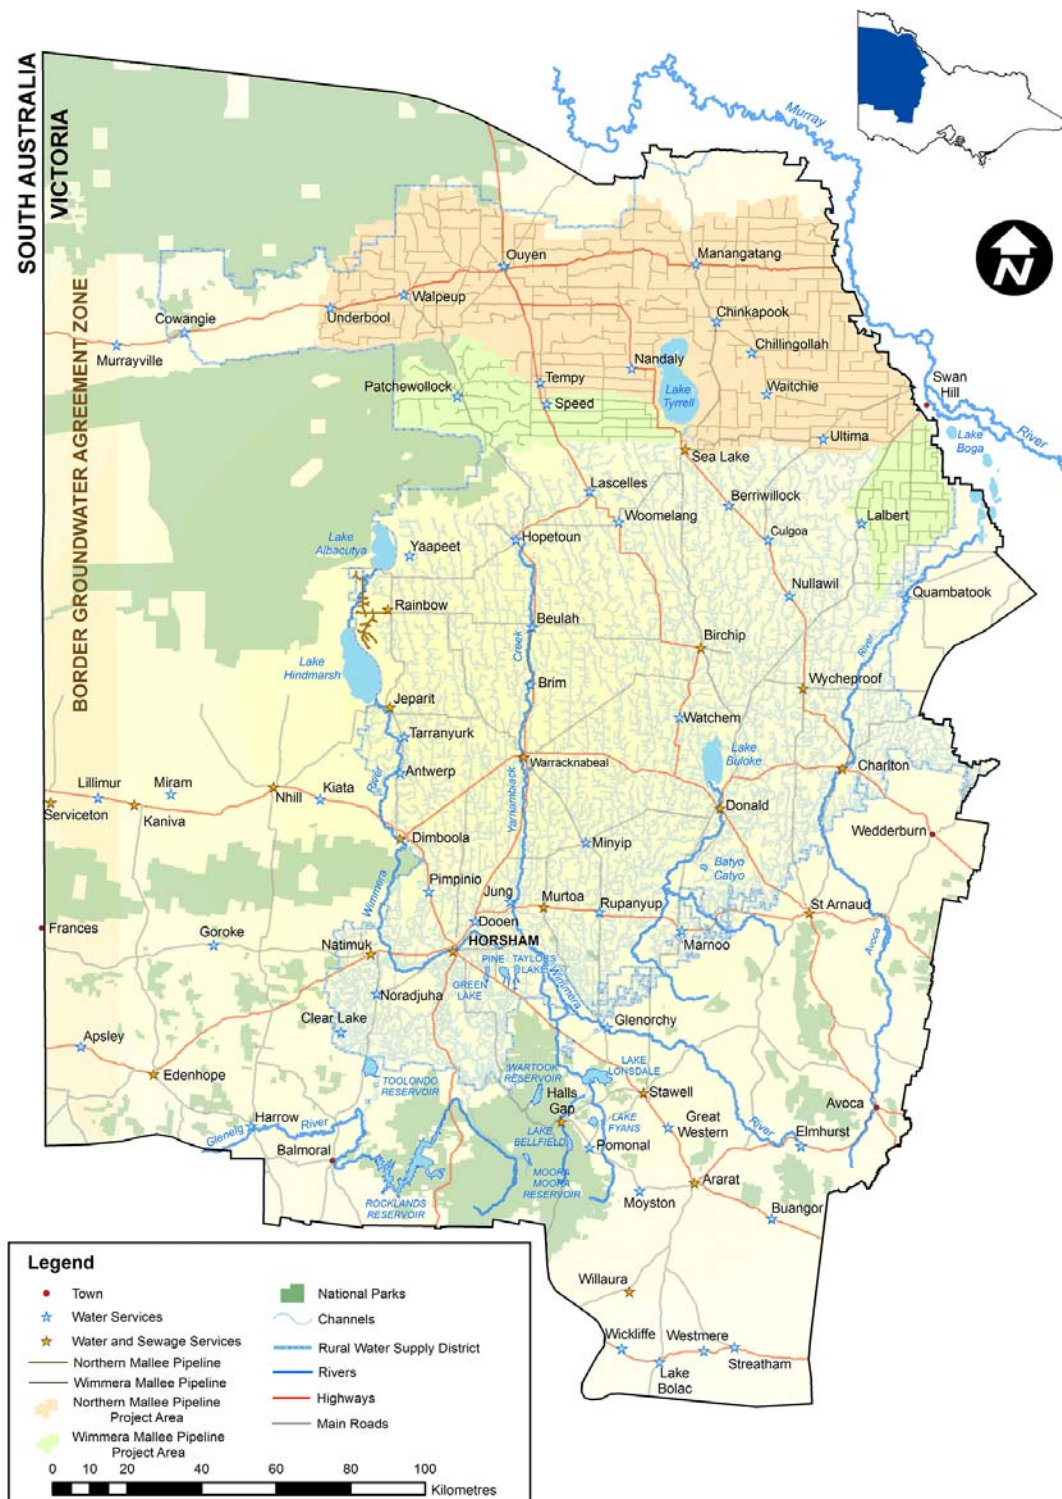 SOUTH AUSTRALIA
VICTORIA
BORDER GROUNDWATER AGREEMENT ZONE
Murray
N
Ouyen
Manangatang
Walpeup
Underbool
Cowangie
Murrayville
Chinkapook
Chillingollah
Nandaly
Lake
Tyrrell
Waitchie
Patchewollock
Tempy
Speed
Swan
Hill
River
Lake
Boga
Ultima
Sea Lake
Lascelles
Berriwillock
Woomelang
Lalbert
Culgoa
Hopetoun
Lake
Albacutya
Yaapeet
Nullawil
Quambatook
Rainbow
Beulah
Creek
Birchip
River
Lake
Hindmarsh
Brim
Wycheproof
Jeparit
Watchem
Tarranyurk
Lake
Buloke
Warracknabeal
Charlton
Antwerp
River
Lillimur
Miram
Nhill
Kiata
Serviceton
Kaniva
Yarriambiack
Donald
Dimboola
Minyip
Wedderburn
Batyo
Catyo
Pimpinio
Wimmera
Jung
Murtoa
Rupanyup
St Arnaud
Dooen
Frances
Goroke
Natimuk
HORSHAM
Marnoo
Avoca
PINE
LAKE
TAYLORS
LAKE
GREEN
LAKE
Wimmera
Noradjuha
Clear Lake
Glenorchy
Apsley
Edenhope
TOOLONDO
RESERVOIR
WARTOOK
RESERVOIR
LAKE
LONSDALE
Halls
Gap
Stawell
Avoca
Harrow
Glenelg
River
LAKE
BELLFIELD
LAKE
FYANS
Great
Western
River
Elmhurst
Balmoral
Pomonal
MOORA
MOORA
RESERVOIR
ROCKLANDS
RESERVOIR
Moyston
Ararat
Buangor
Willaura
Wickliffe
Westmere
Lake
Bolac
Streatham
Legend
Town
Water Services
Water and Sewage Services
Northern Mallee Pipeline
Wimmera Mallee Pipeline
Northern Mallee Pipeline
Project Area
Wimmera Mallee Pipeline
Project Area
National Parks
Channels
Rural Water Supply District
Rivers
Highways
Main Roads
0 10 20 40 60 80 100
Kilometres